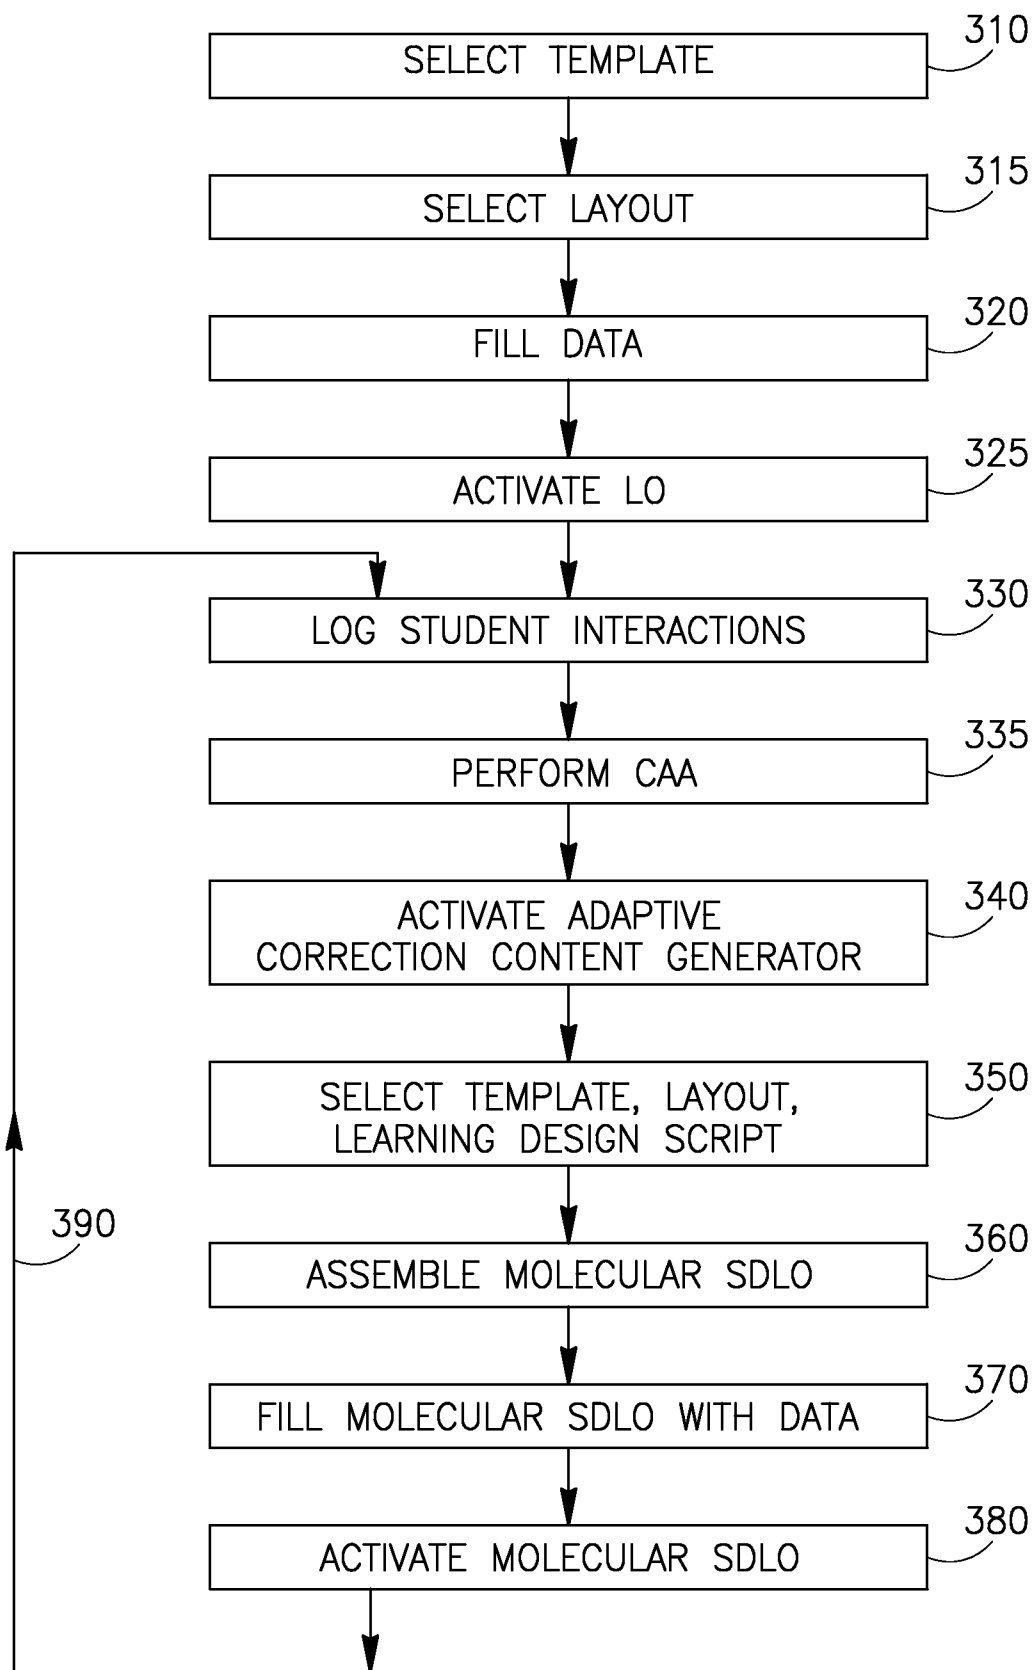 310
SELECT TEMPLATE
315
SELECT LAYOUT
320
FILL DATA
325
ACTIVATE LO
330
LOG STUDENT INTERACTIONS
335
PERFORM CAA
340
ACTIVATE ADAPTIVE
CORRECTION CONTENT GENERATOR
350
SELECT TEMPLATE, LAYOUT,
LEARNING DESIGN SCRIPT
390
360
ASSEMBLE MOLECULAR SDLO
370
FILL MOLECULAR SDLO WITH DATA
380
ACTIVATE MOLECULAR SDLO